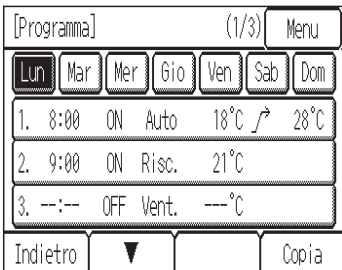 [Programma] (1/3) Menu
Lun Mar Mer Gio Ven Sab Dom
1. 8:00 ON Auto 18°C 28°C
2. 9:00 ON Risc. 21°C
3. --:-- OFF Vent. ---°C
Indietro ▼ Copia